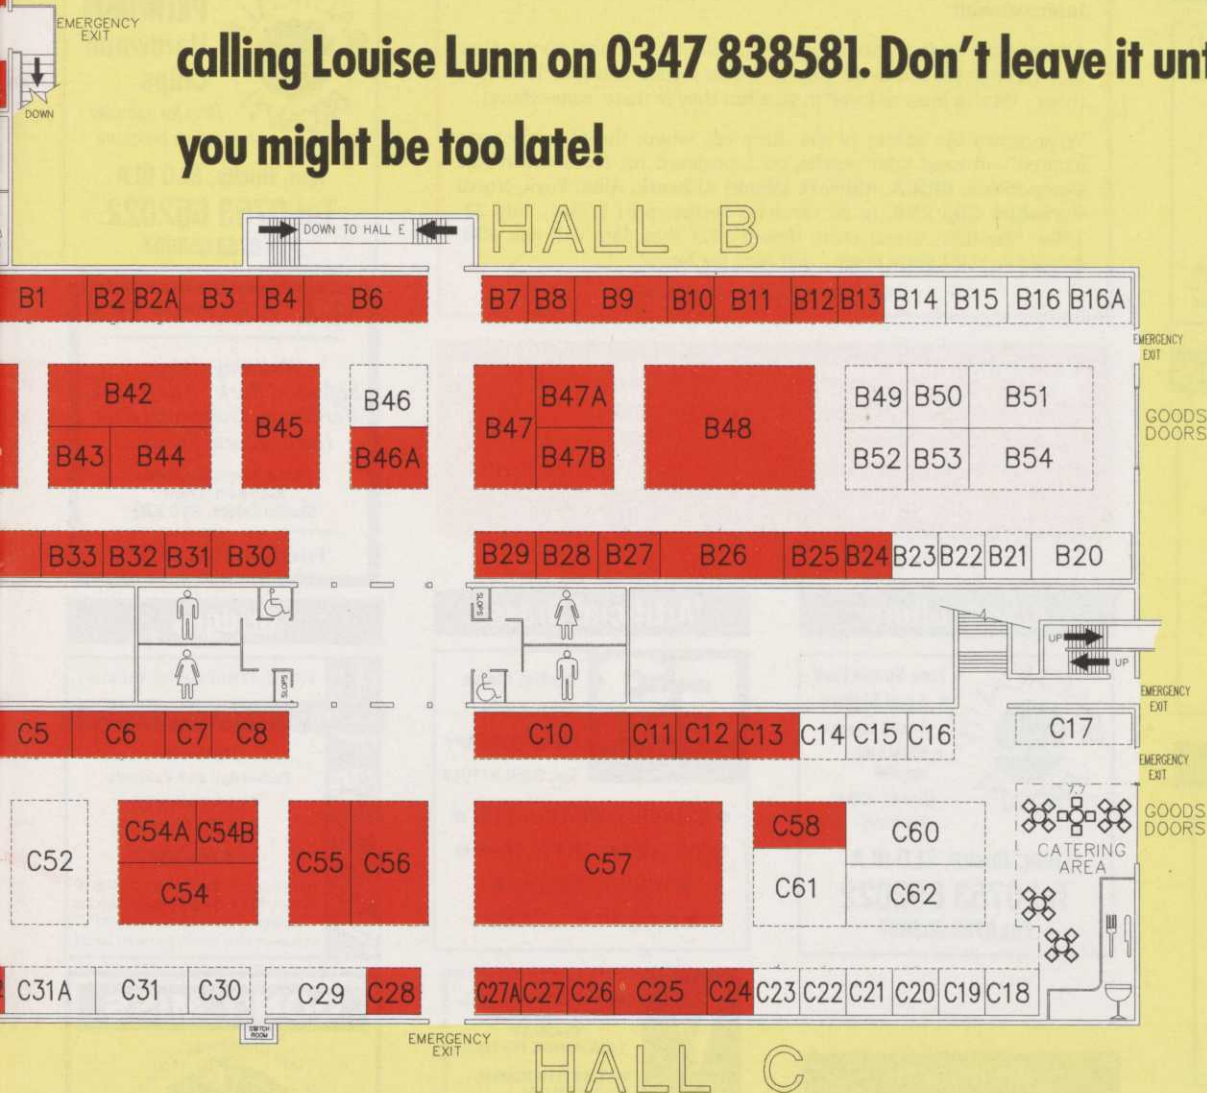 EMERGENCY
EXIT
DOWN
calling Louise Lunn on 0347 838581. Don't leave it
you might be too late!
HALL B
DOWN TO HALL E
B1 B2 B2A B3 B4 B6 B7 B8 B9 B10 B11 B12 B13 B14 B15 B16 B16A
EMERGENCY
EXIT
B42 B45 B46 B47 B47A B48 B49 B50 B51
GOODS
DOORS
B43 B44 B46A B47B B52 B53 B54
B33 B32 B31 B30 B29 B28 B27 B26 B25 B24 B23 B22 B21 B20
SLOPS
UP
UP
SLOPS
EMERGENCY
EXIT
C5 C6 C7 C8 C10 C11 C12 C13 C14 C15 C16 C17
EMERGENCY
EXIT
7.7
GOODS
DOORS
C52 C54A C54B C55 C56 C57 C58 C60
CATERING
AREA
C54 C61 C62
C31A C31 C30 C29 C28 C27A C27 C26 C25 C24 C23 C22 C21 C20 C19 C18
SWITCH
ROOM
EMERGENCY
EXIT
HALL C